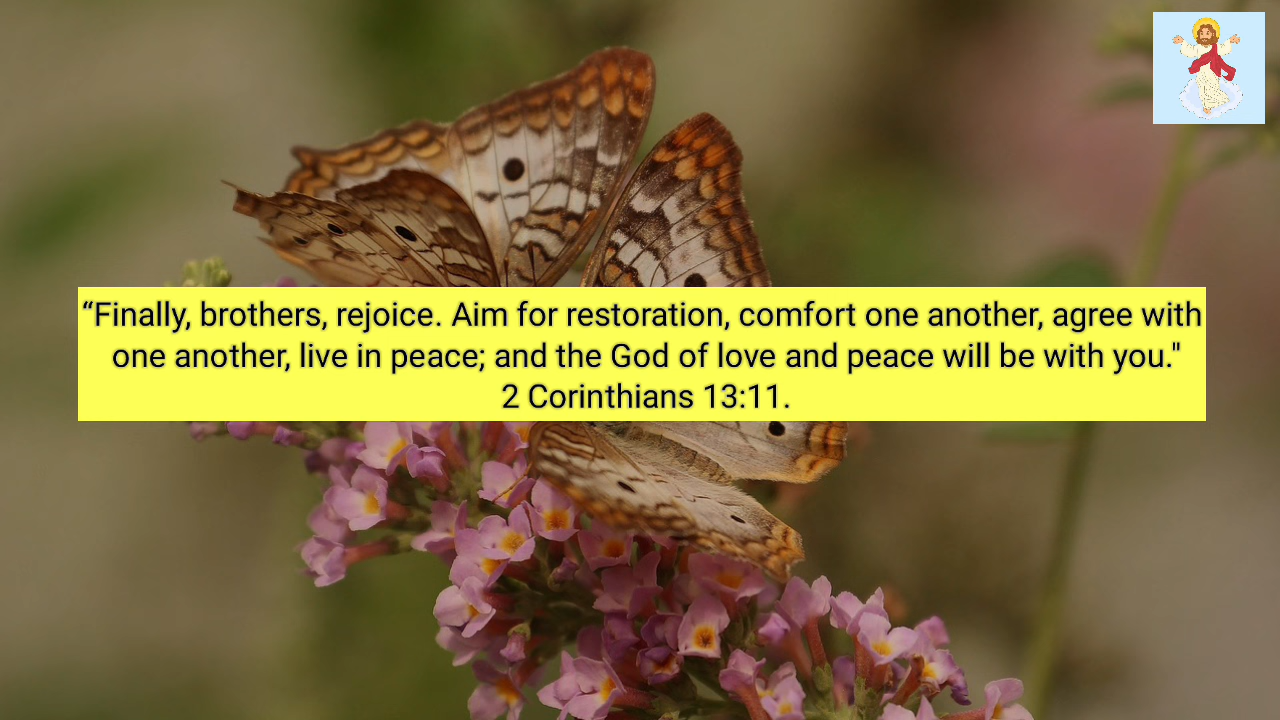 “Finally, brothers, rejoice. Aim for restoration, comfort one another, agree with
one another, live in peace; and the God of love and peace will be with you."
2 Corinthians 13:11.